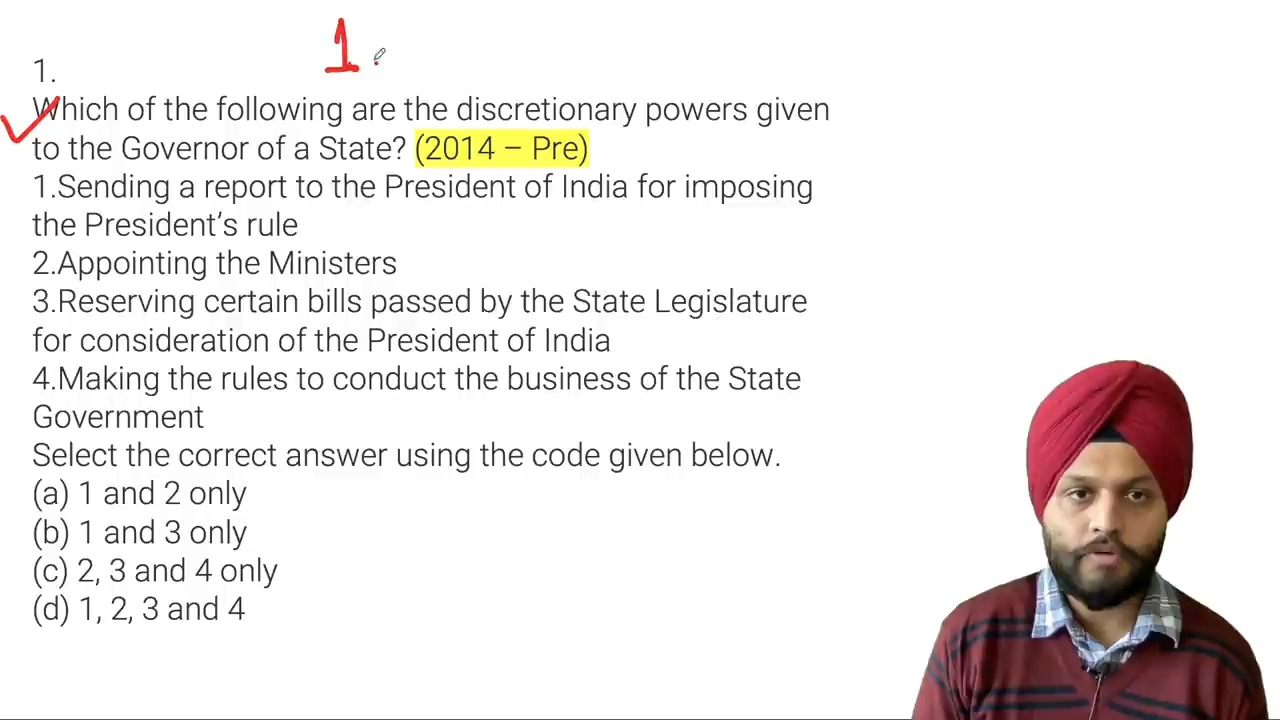 1
1.
Which of the following are the discretionary powers given
to the Governor of a State? (2014 – Pre)
1.Sending a report to the President of India for imposing
the President’s rule
2.Appointing the Ministers
3.Reserving certain bills passed by the State Legislature
for consideration of the President of India
4.Making the rules to conduct the business of the State
Government
Select the correct answer using the code given below.
(a) 1 and 2 only
(b) 1 and 3 only
(c) 2, 3 and 4 only
(d) 1, 2, 3 and 4